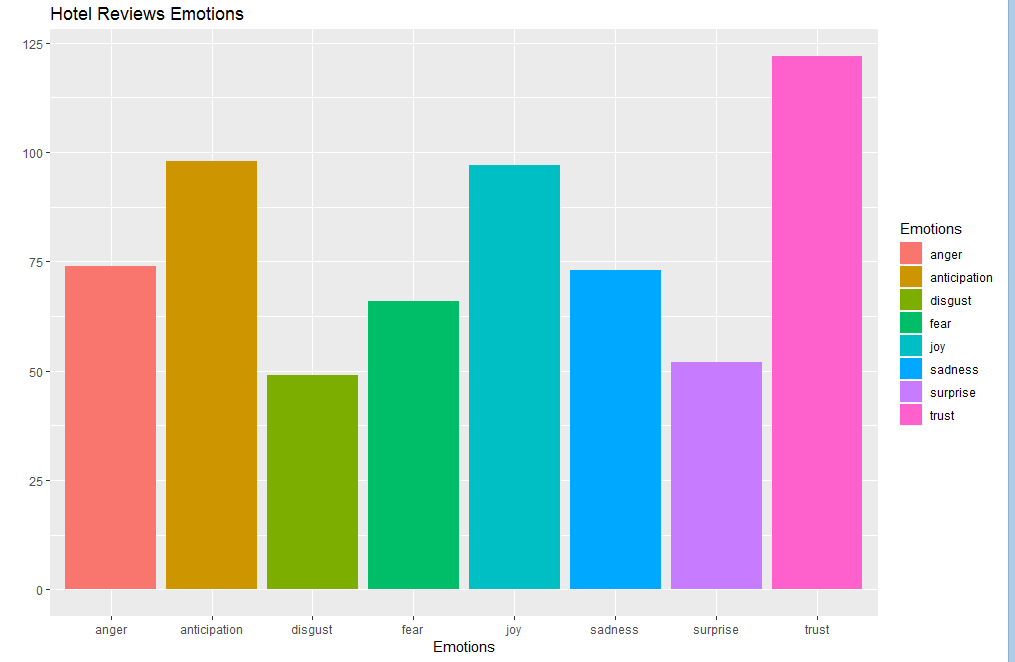 Hotel Reviews Emotions
125
100
75
50
25
0
anger anticipation disgust fear joy sadness surprise trust
Emotions
Emotions
anger
anticipation
disgust
fear
joy
sadness
surprise
trust